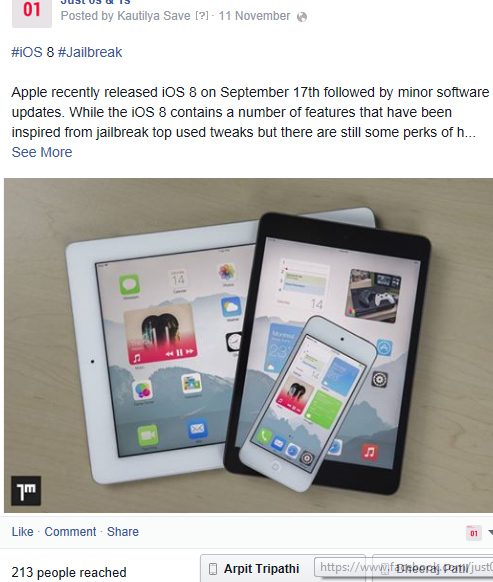 01
Just 0s & 1s
Posted by Kautilya Save [?] · 11 November
#iOS 8 #Jailbreak
Apple recently released iOS 8 on September 17th followed by minor software
updates. While the iOS 8 contains a number of features that have been
inspired from jailbreak top used tweaks but there are still some perks of h...
See More
14
14
23
1m
Like · Comment · Share
01
213 people reached
Arpit Tripathi
https://www.facebook.com/just0
Dheeraj Patil